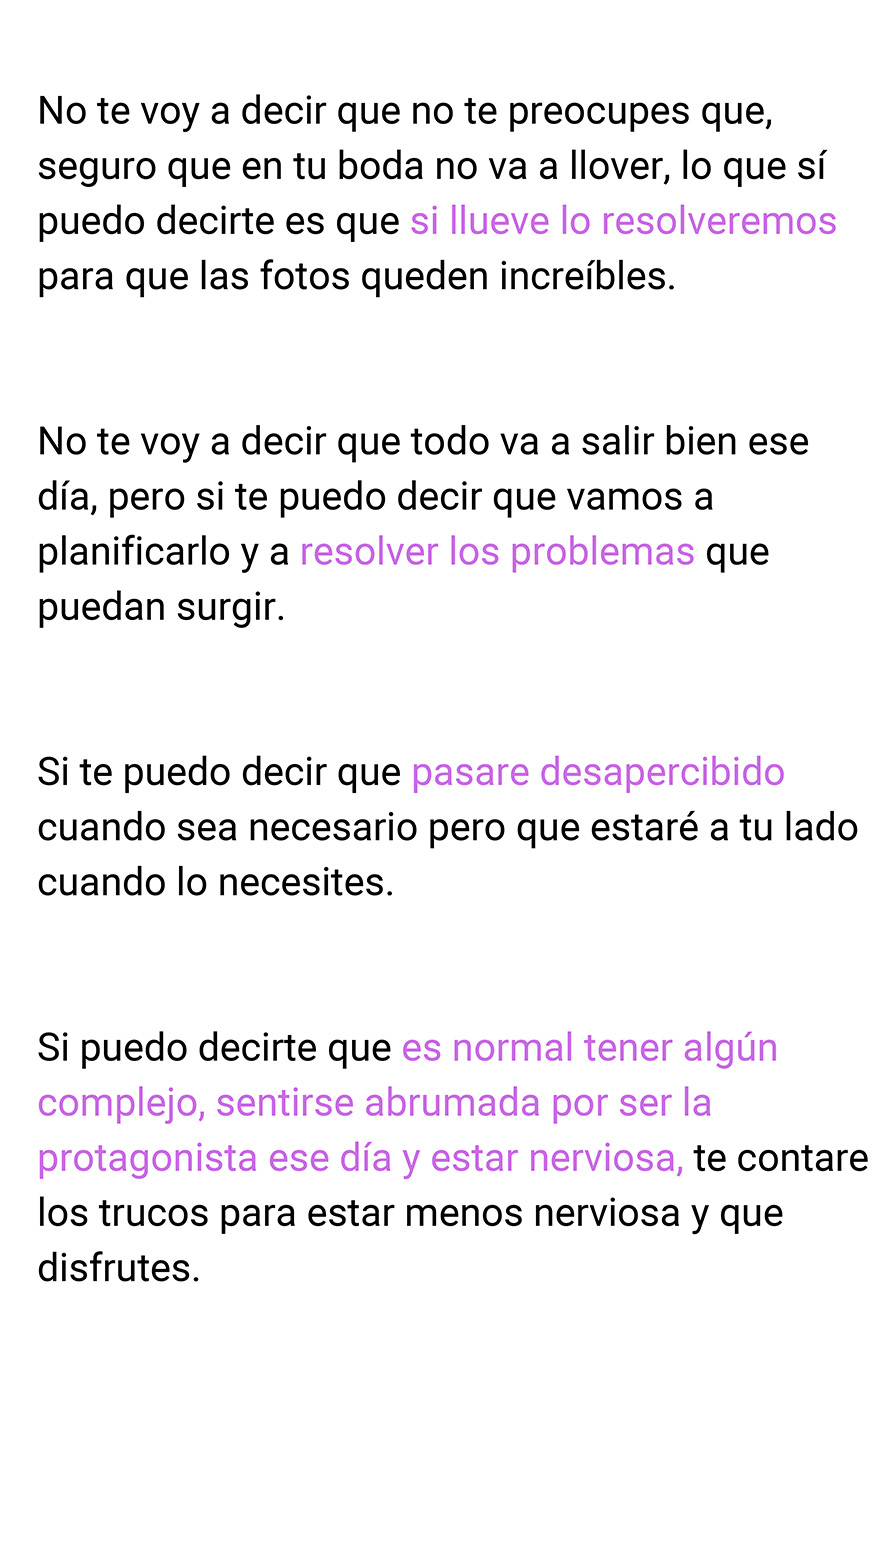 No te voy a decir que no te preocupes que,
seguro que en tu boda no va a llover, lo que sí
puedo decirte es que si llueve lo resolveremos
para que las fotos queden increíbles.
No te voy a decir que todo va a salir bien ese
día, pero si te puedo decir que vamos a
planificarlo y a resolver los problemas que
puedan surgir.
Si te puedo decir que pasare desapercibido
cuando sea necesario pero que estaré a tu lado
cuando lo necesites.
Si puedo decirte que es normal tener algún
complejo, sentirse abrumada por ser la
protagonista ese día y estar nerviosa, te contare
los trucos para estar menos nerviosa y que
disfrutes.